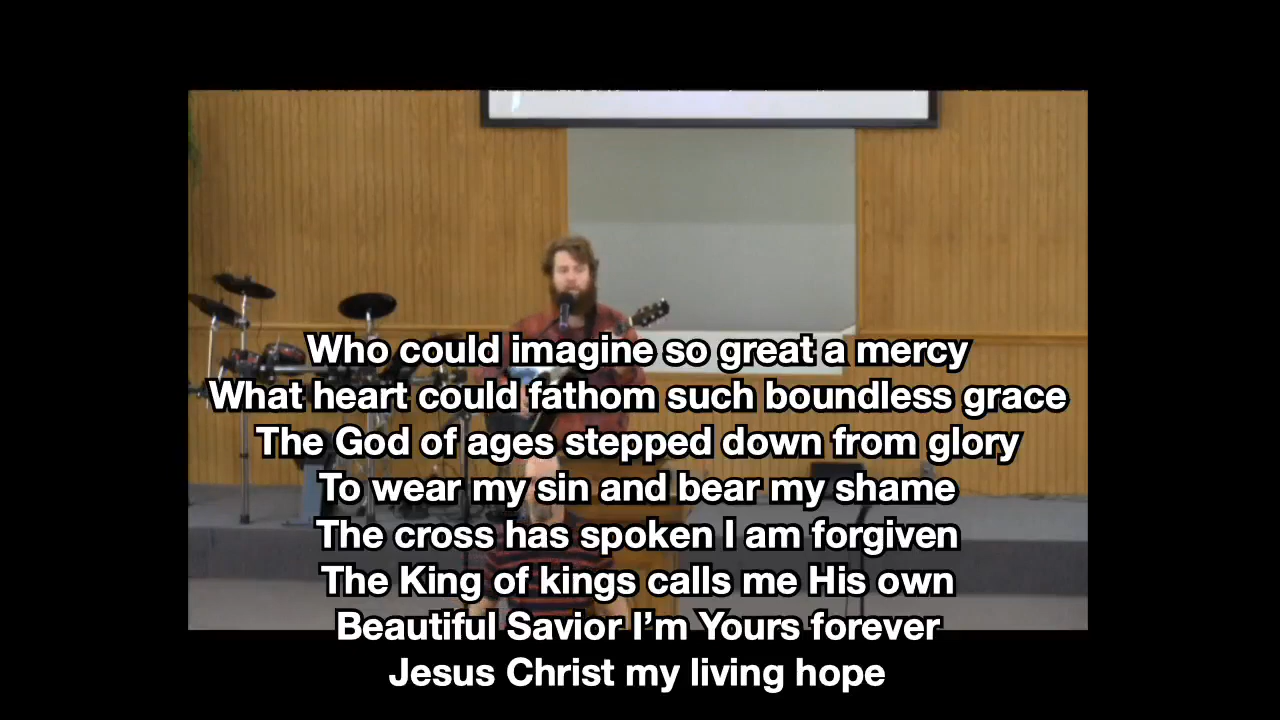 Who could imagine so great a mercy
What heart could fathom such boundless grace
The God of ages stepped down from glory
To wear my sin and bear my shame
The cross has spoken I am forgiven
The King of kings calls me His own
Beautiful Savior I’m Yours forever
Jesus Christ my living hope